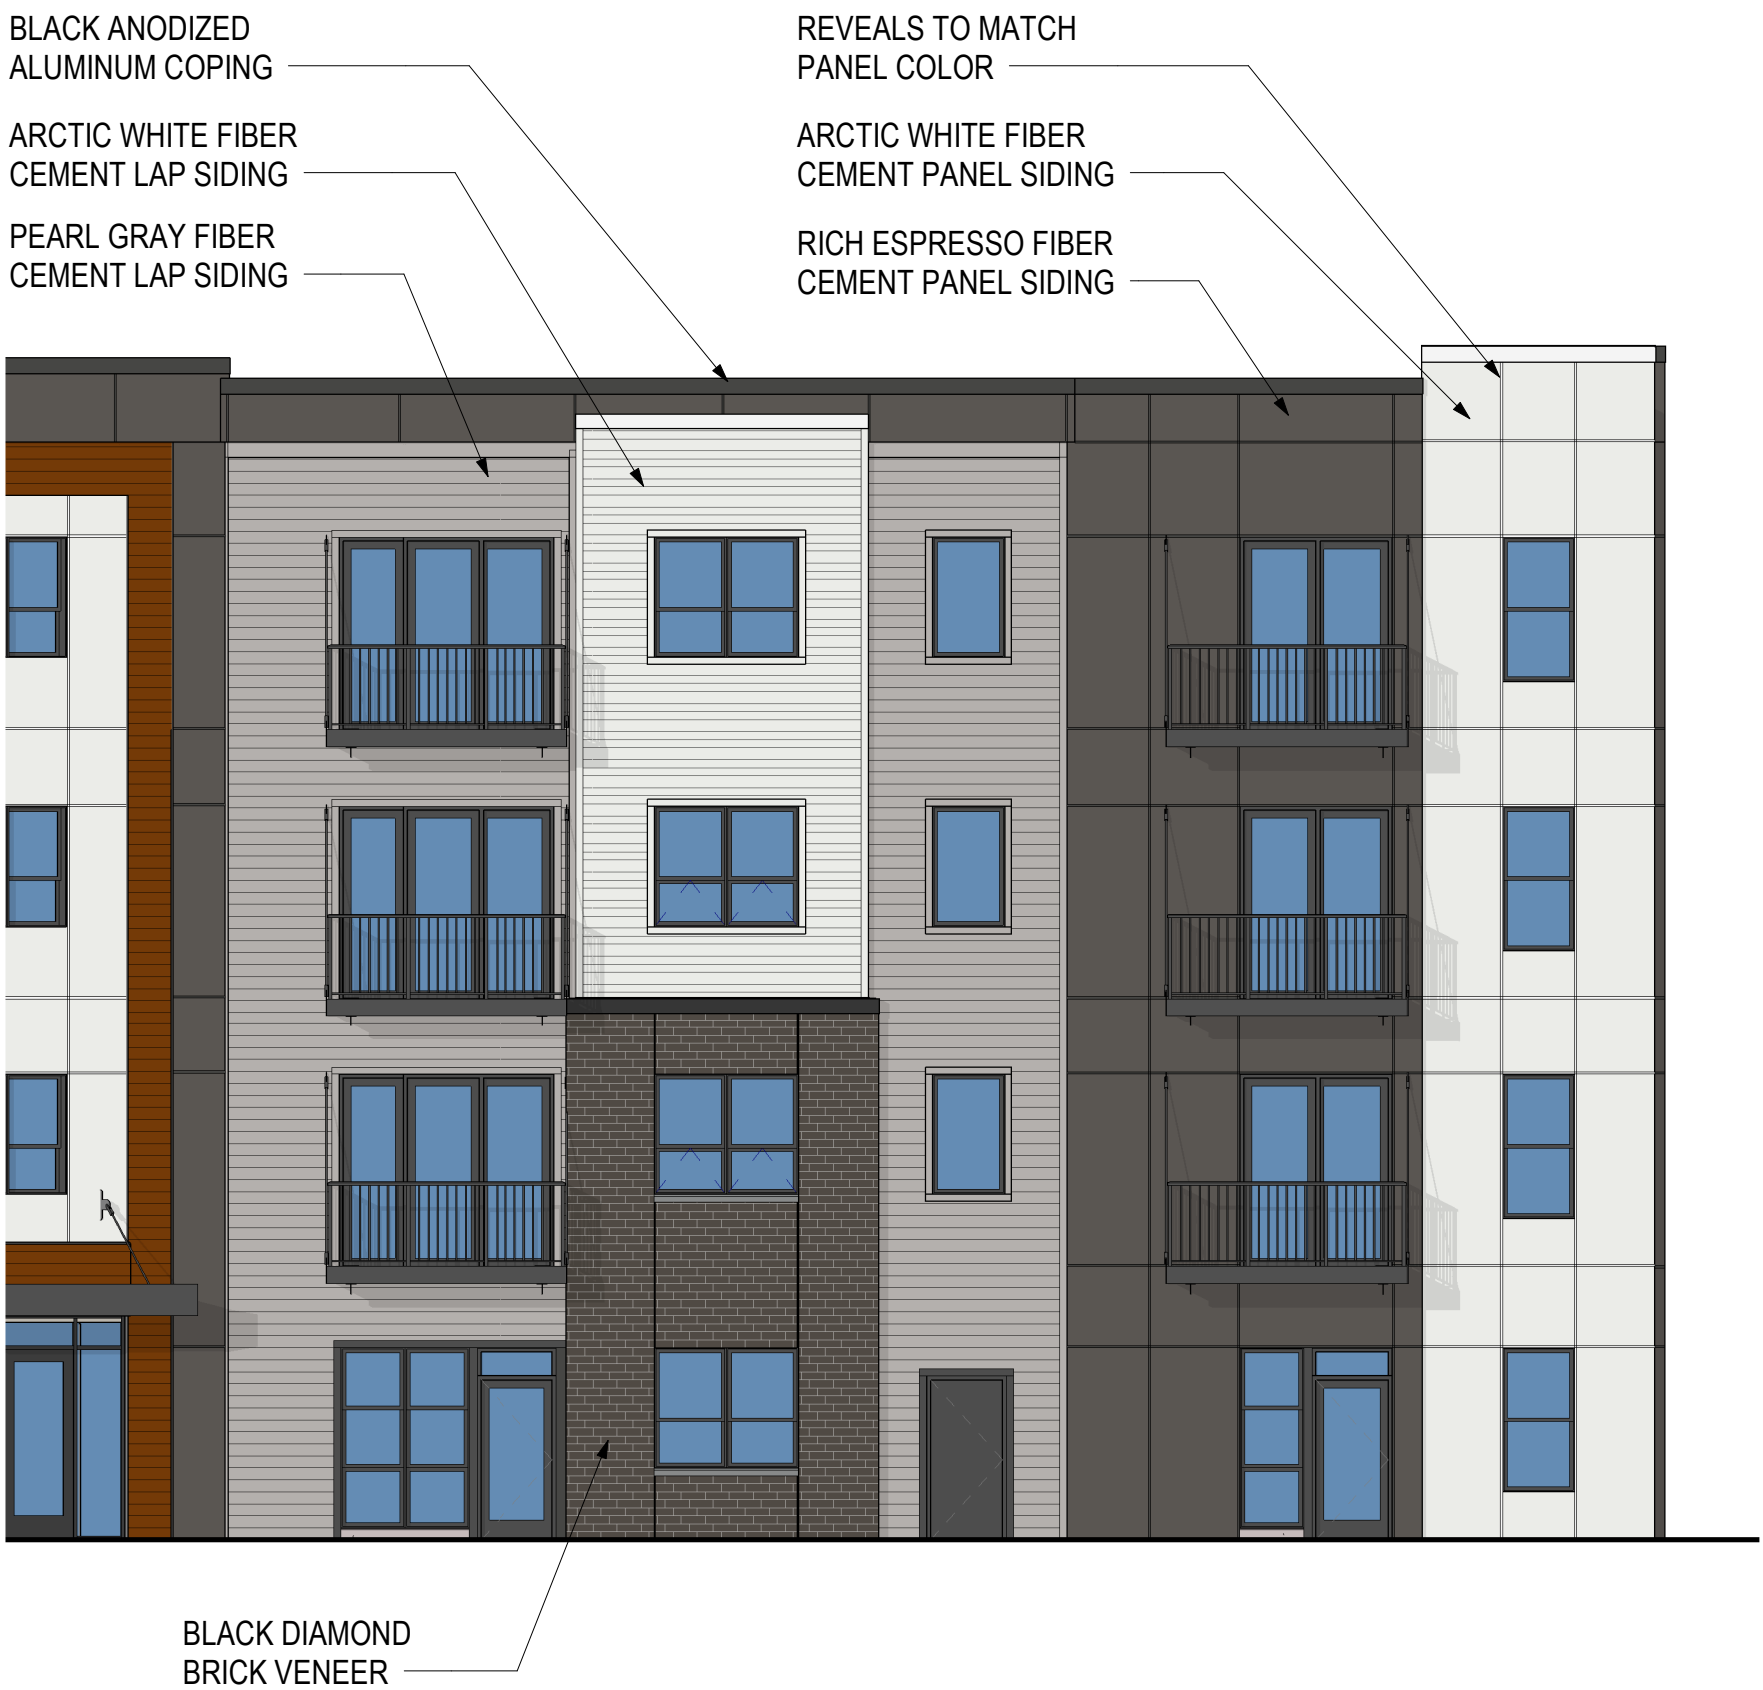 BLACK ANODIZED
ALUMINUM COPING
ARCTIC WHITE FIBER
CEMENT LAP SIDING
PEARL GRAY FIBER
CEMENT LAP SIDING
REVEALS TO MATCH
PANEL COLOR
ARCTIC WHITE FIBER
CEMENT PANEL SIDING
RICH ESPRESSO FIBER
CEMENT PANEL SIDING
BLACK DIAMOND
BRICK VENEER